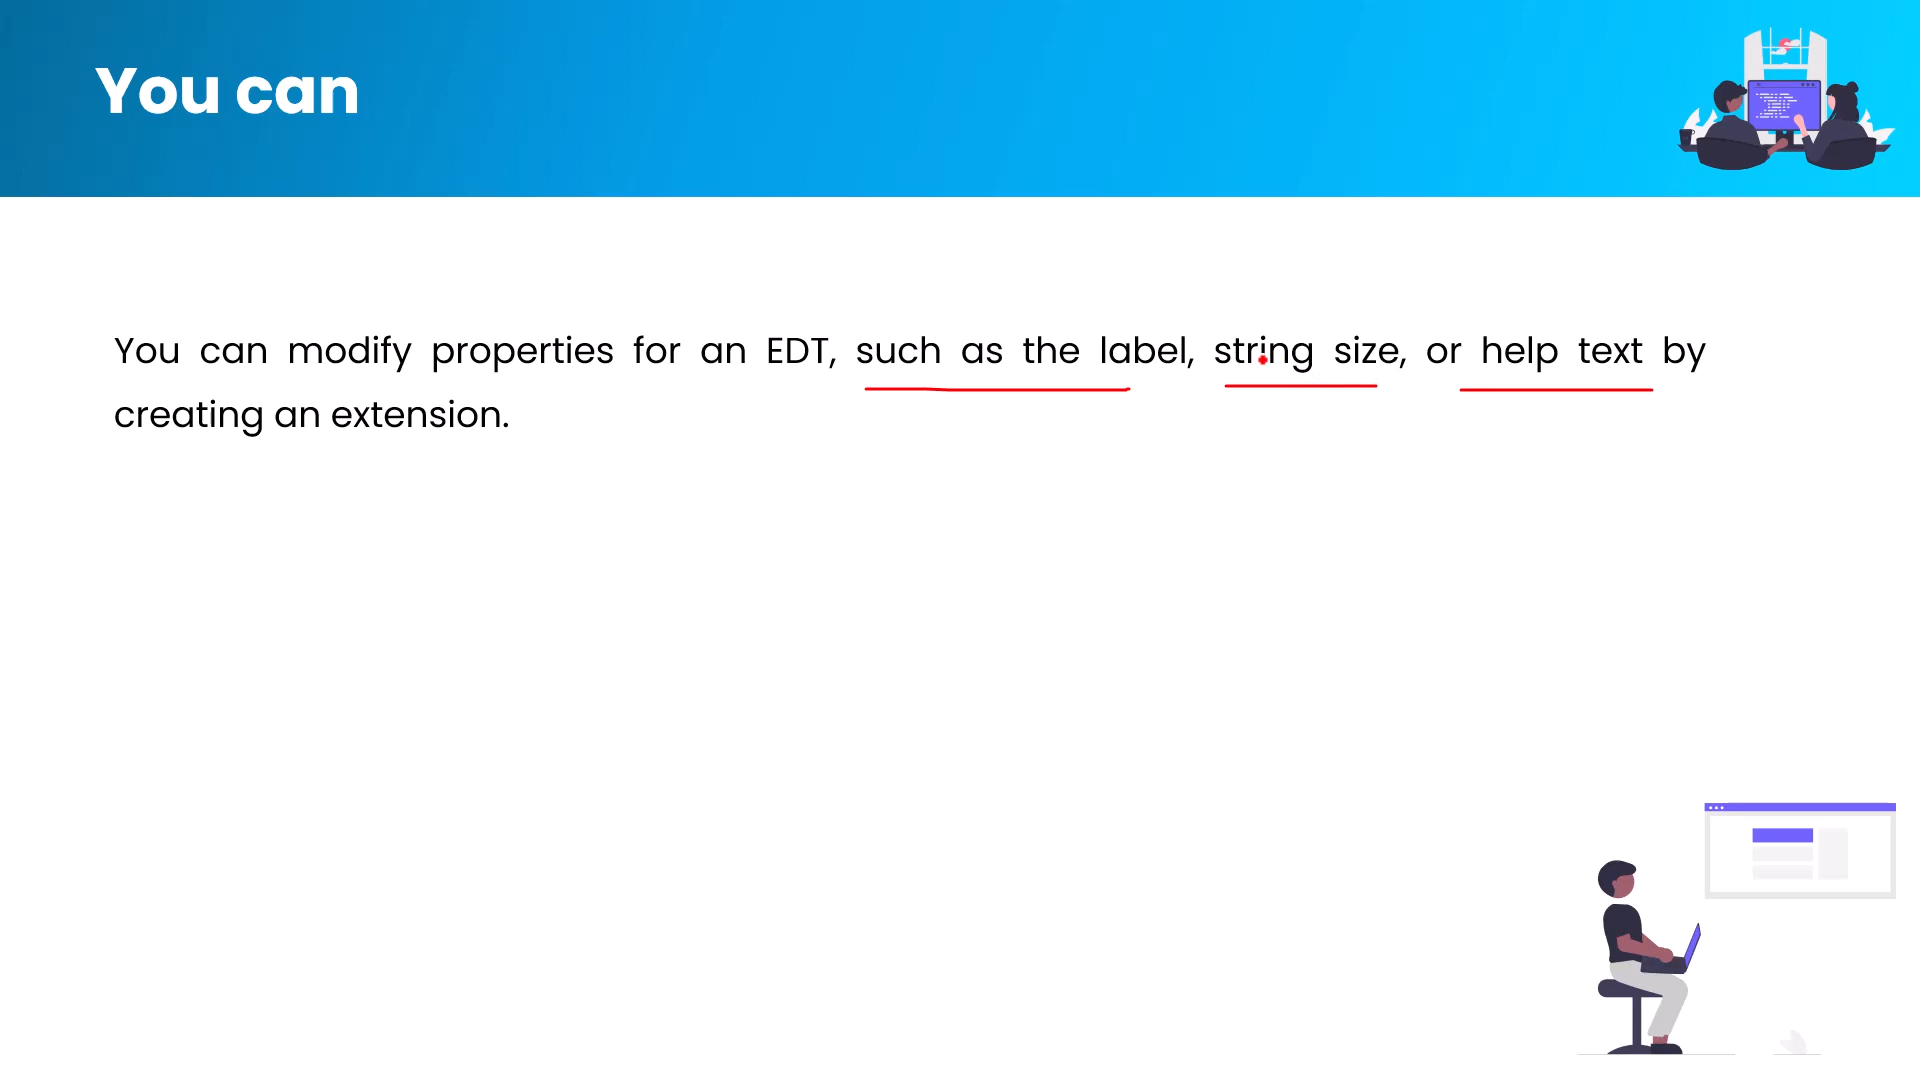 You can
You can modify properties for an EDT, such as the label, string size, or help text by
creating an extension.